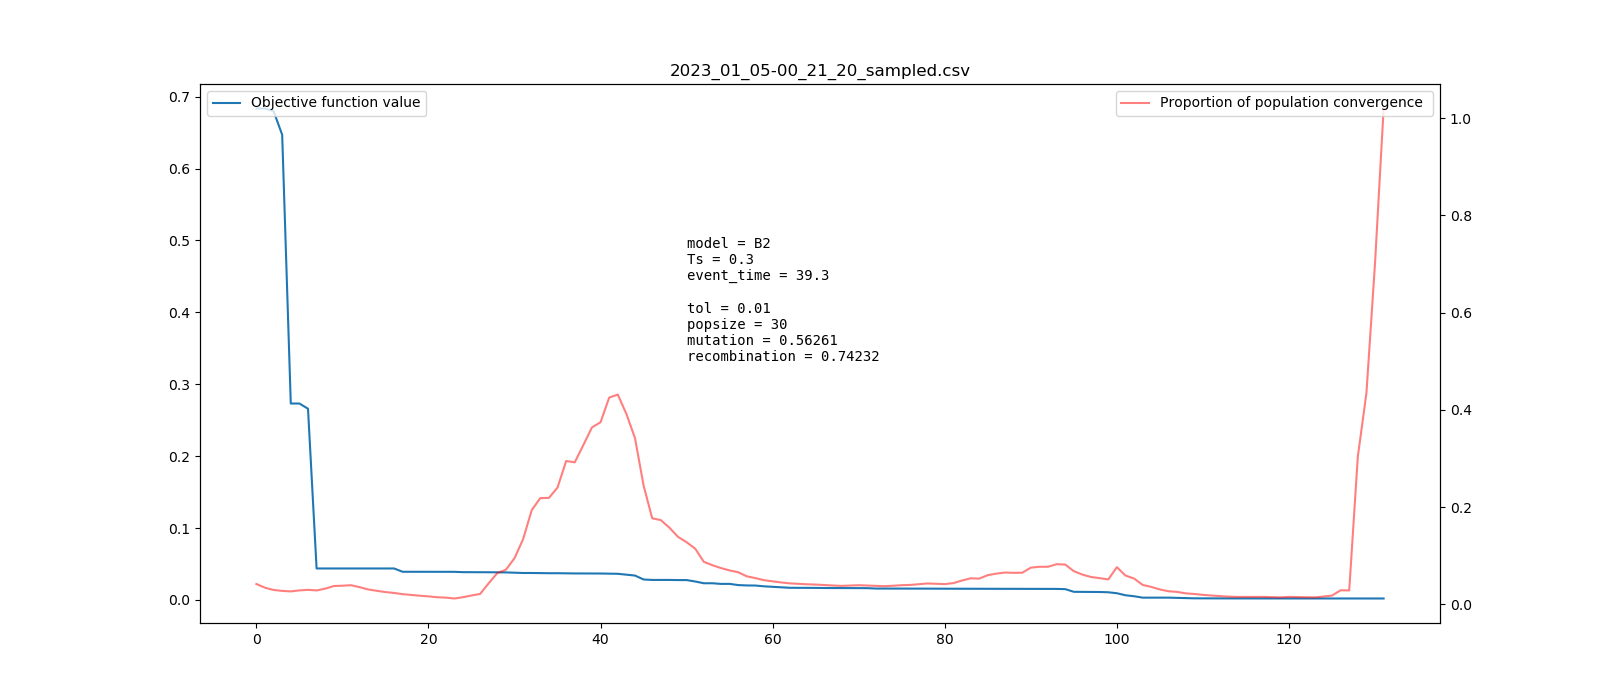 2023_01_05-00_21_20_sampled.csv
Objective function value
Proportion of population convergence
0.7
0.6
0.5
0.4
0.3
0.2
0.1
0.0
1.0
0.8
0.6
0.4
0.2
0.0
model = B2
Ts = 0.3
event_time = 39.3
tol = 0.01
popsize = 30
mutation = 0.56261
recombination = 0.74232
0 20 40 60 80 100 120